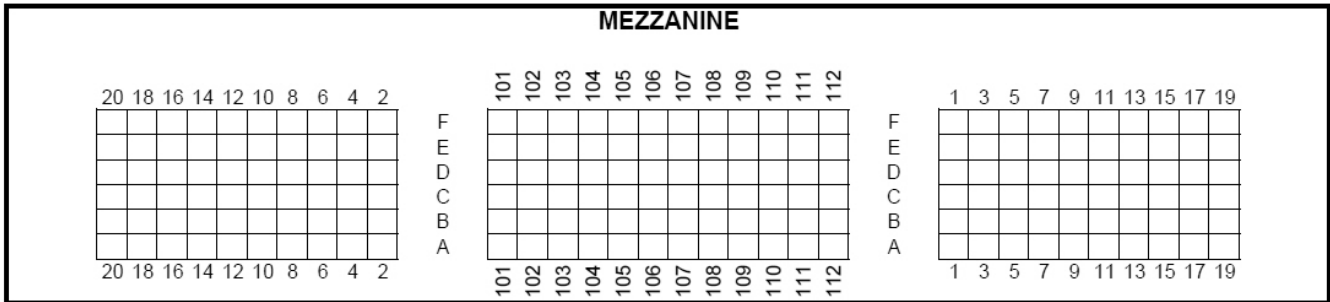 MEZZANINE
101 102 103 104 105 106 107 108 109 110 111 112
20 18 16 14 12 10 8 6 4 2
1 3 5 7 9 11 13 15 17 19
F F
E E
D D
C C
B B
A A
20 18 16 14 12 10 8 6 4 2
101 102 103 104 105 106 107 108 109 110 111 112
1 3 5 7 9 11 13 15 17 19